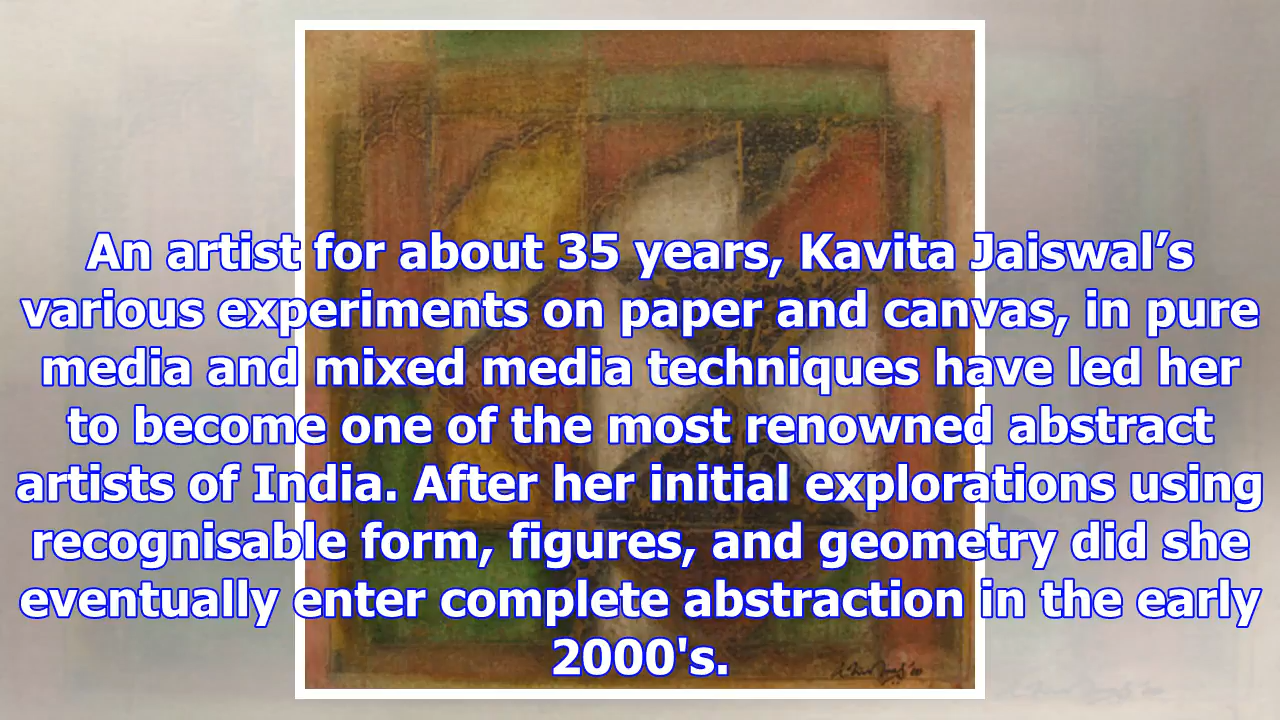 An artist for about 35 years, Kavita Jaiswal’s
various experiments on paper and canvas, in pure
media and mixed media techniques have led her
to become one of the most renowned abstract
artists of India. After her initial explorations using
recognisable form, figures, and geometry did she
eventually enter complete abstraction in the early
2000's.